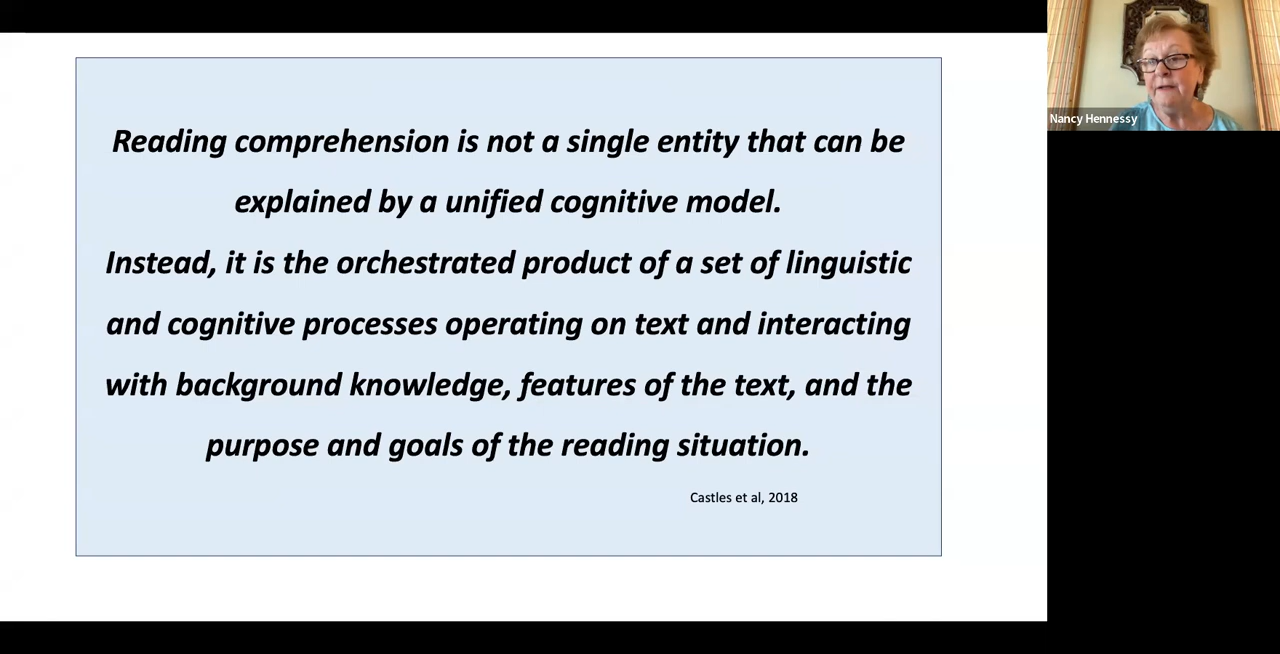 Reading comprehension is not a single entity that can be
explained by a unified cognitive model.
Instead, it is the orchestrated product of a set of linguistic
and cognitive processes operating on text and interacting
with background knowledge, features of the text, and the
purpose and goals of the reading situation.
Castles et al, 2018
Nancy Hennessy